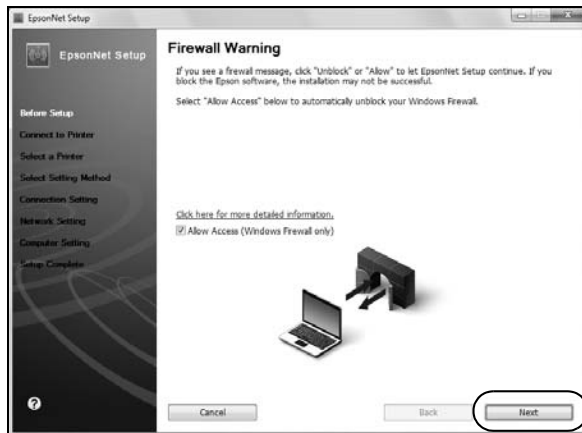 EpsonNet Setup
EpsonNet Setup
Before Setup
Connect to Printer
Select a Printer
Select Setting Method
Connection Setting
Network Setting
Computer Setting
Setup Complete
Firewall Warning
If you see a firewall message, click "Unblock" or "Allow" to let EpsonNet Setup continue. If you
block the Epson software, the installation may not be successful.
Select "Allow Access" below to automatically unblock your Windows Firewall.
Click here for more detailed information.
Allow Access (Windows Firewall only)
?
Cancel
Back
Next